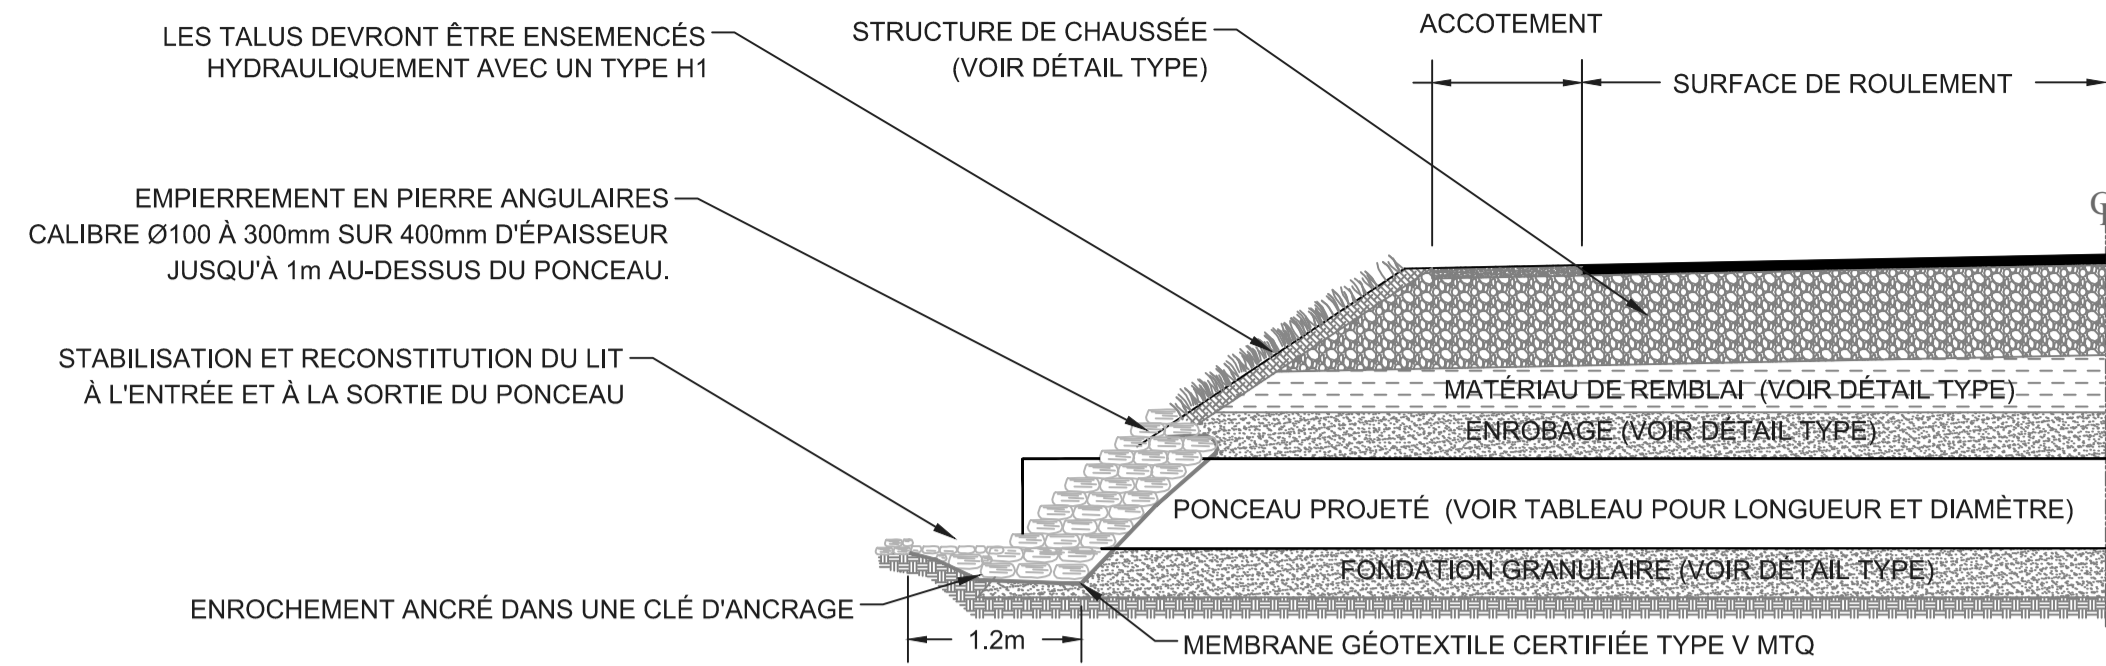 LES TALUS DEVRONT ÊTRE ENSEMENCÉS
HYDRAULIQUEMENT AVEC UN TYPE H1
STRUCTURE DE CHAUSSÉE
(VOIR DÉTAIL TYPE)
ACCOTEMENT
SURFACE DE ROULEMENT
EMPIERREMENT EN PIERRE ANGULAIRES
CALIBRE Ø100 À 300mm SUR 400mm D'ÉPAISSEUR
JUSQU'À 1m AU-DESSUS DU PONCEAU.
STABILISATION ET RECONSTITUTION DU LIT
À L'ENTRÉE ET À LA SORTIE DU PONCEAU
MATÉRIAU DE REMBLAI (VOIR DÉTAIL TYPE)
ENROBAGE (VOIR DÉTAIL TYPE)
PONCEAU PROJETÉ (VOIR TABLEAU POUR LONGUEUR ET DIAMÈTRE)
FONDATION GRANULAIRE (VOIR DÉTAIL TYPE)
ENROCHEMENT ANCRÉ DANS UNE CLÉ D'ANCRAGE
1.2m
MEMBRANE GÉOTEXTILE CERTIFIÉE TYPE V MTQ